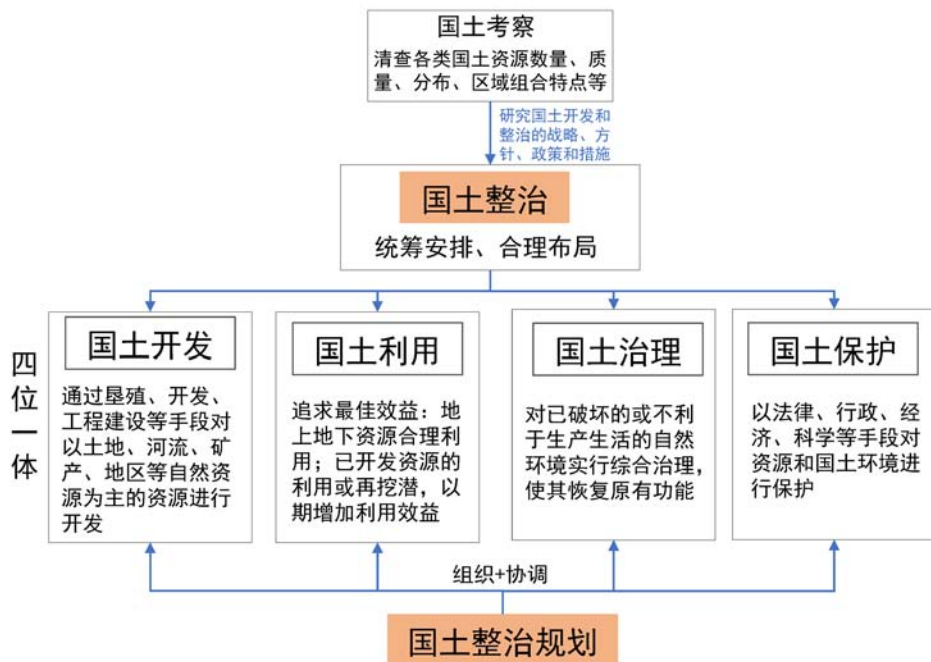 国土考察
清查各类国土资源数量、质
量、分布、区域组合特点等
研究国土开发和
整治的战略、方
针、政策和措施
国土整治
统筹安排、合理布局
四位一体
国土开发
通过垦殖、开发、
工程建设等手段对
以土地、河流、矿
产、地区等自然资
源为主的资源进行
开发
国土利用
追求最佳效益：地
上地下资源合理利
用；已开发资源的
利用或再挖潜，以
期增加利用效益
国土治理
对已破坏的或不利
于生产生活的自然
环境实行综合治理，
使其恢复原有功能
国土保护
以法律、行政、经
济、科学等手段对
资源和国土环境进
行保护
组织+协调
国土整治规划